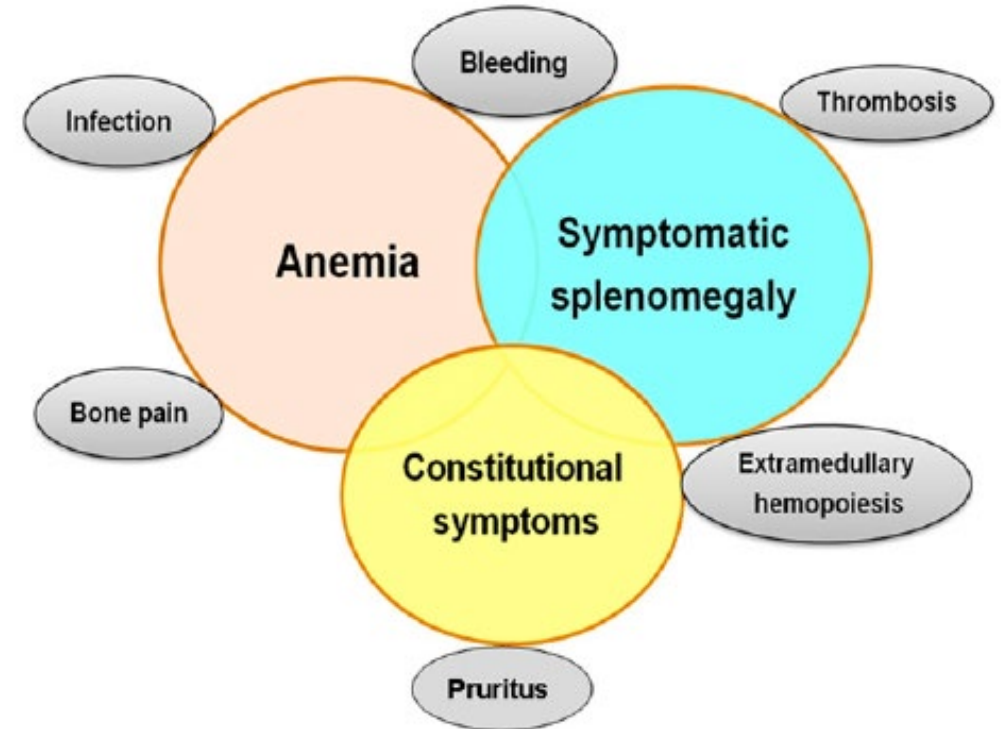 Bleeding
Infection
Thrombosis
Anemia
Symptomatic
splenomegaly
Bone pain
Constitutional
symptoms
Extramedullary
hemopoiesis
Pruritus